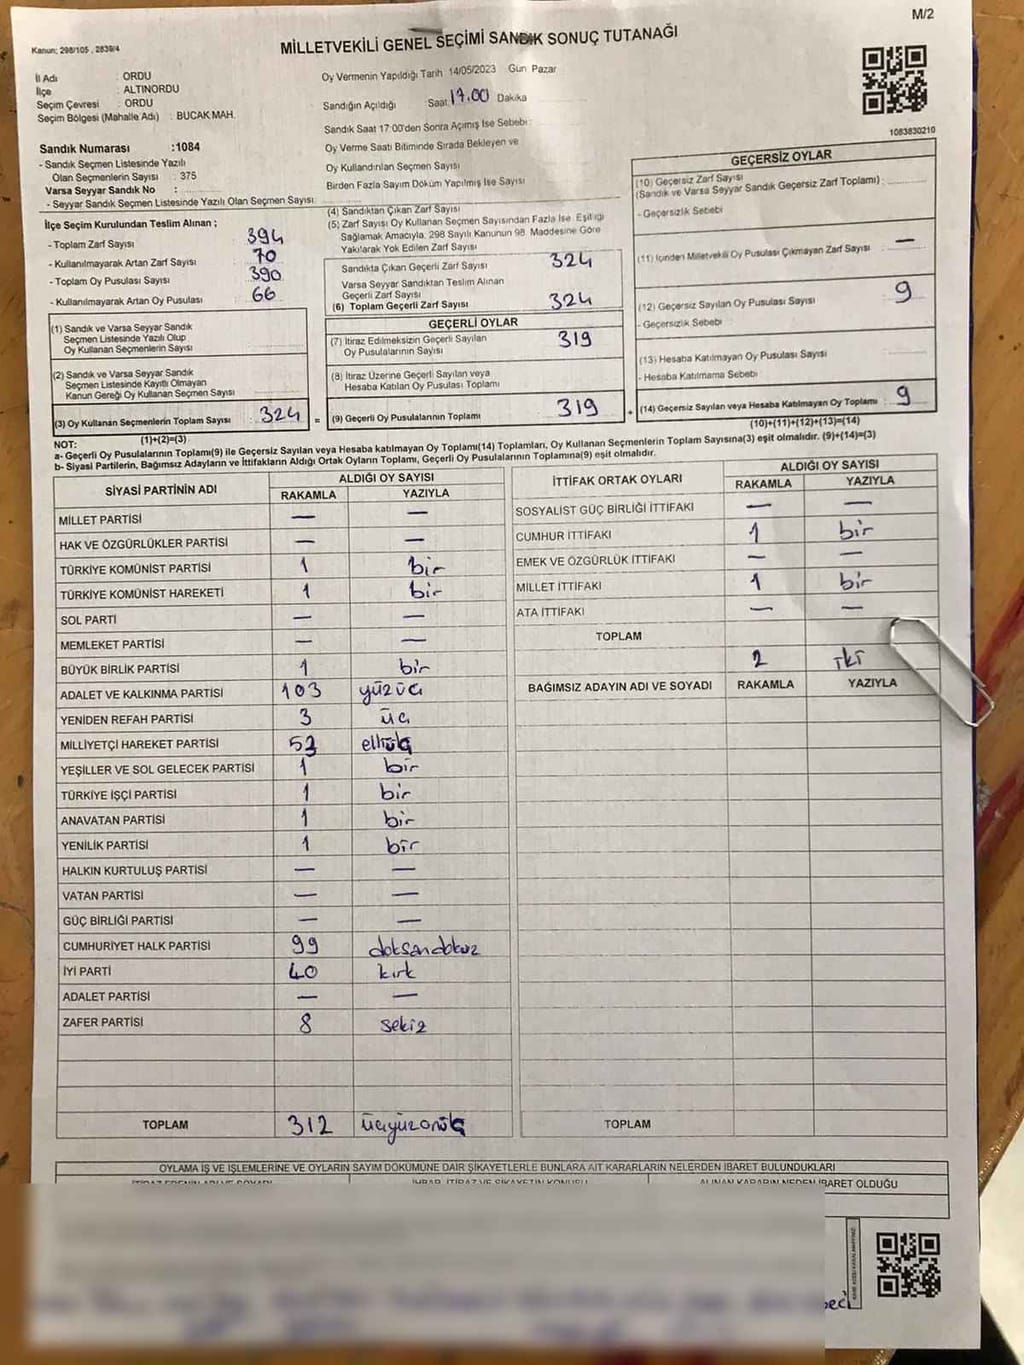 M/2
Kanun; 298/105 , 2839/4
MİLLETVEKİLİ GENEL SEÇİMİ SANDIK SONUÇ TUTANAĞI
İl Adı : ORDU
İlçe : ALTINORDU
Seçim Çevresi : ORDU
Seçim Bölgesi (Mahalle Adı) : BUCAK MAH.
Sandık Numarası :1084
- Sandık Seçmen Listesinde Yazılı
Olan Seçmenlerin Sayısı : 375
Varsa Seyyar Sandık No :
- Seyyar Sandık Seçmen Listesinde Yazılı Olan Seçmen Sayısı:
Oy Vermenin Yapıldığı Tarih 14/05/2023 Gün Pazar
Sandığın Açıldığı Saat 17.00 Dakika
Sandık Saat 17:00'den Sonra Açımış İse Sebebi
Oy Verme Saati Bitiminde Sırada Bekleyen ve
Oy Kullandırılan Seçmen Sayısı
Birden Fazla Sayım Döküm Yapılmış İse Sayısı
1083830210
İlçe Seçim Kurulundan Teslim Alınan ;
- Toplam Zarf Sayısı 394
- Kullanılmayarak Artan Zarf Sayısı 70
- Toplam Oy Pusulası Sayısı 390
- Kullanılmayarak Artan Oy Pusulası 66
(1) Sandık ve Varsa Seyyar Sandık
Seçmen Listesinde Yazılı Olup
Oy Kullanan Seçmenlerin Sayısı
(2) Sandık ve Varsa Seyyar Sandık
Seçmen Listesinde Kayıtlı Olmayan
Kanun Gereği Oy Kullanan Seçmen Sayısı
(3) Oy Kullanan Seçmenlerin Toplam Sayısı 324 =
(1)+(2)=(3)
(4) Sandıktan Çıkan Zarf Sayısı
(5) Zarf Sayısı Oy Kullanan Seçmen Sayısından Fazla İse Eşitliği
Sağlamak Amacıyla, 298 Sayılı Kanunun 98. Maddesine Göre
Yakılarak Yok Edilen Zarf Sayısı
Sandıkta Çıkan Geçerli Zarf Sayısı 324
Varsa Seyyar Sandıktan Teslim Alınan
Geçerli Zarf Sayısı
(6) Toplam Geçerli Zarf Sayısı 324
GEÇERLİ OYLAR
(7) İtiraz Edilmeksizin Geçerli Sayılan
Oy Pusulalarının Sayısı 319
(8) İtiraz Üzerine Geçerli Sayılan veya
Hesaba Katılan Oy Pusulası Toplamı
(9) Geçerli Oy Pusulalarının Toplamı 319 +
GEÇERSİZ OYLAR
(10) Geçersiz Zarf Sayısı
(Sandık ve Varsa Seyyar Sandık Geçersiz Zarf Toplamı) :
- Geçersizlik Sebebi
(11) İçinden Milletvekili Oy Pusulası Çıkmayan Zarf Sayısı : —
(12) Geçersiz Sayılan Oy Pusulası Sayısı : 9
- Geçersizlik Sebebi
(13) Hesaba Katılmayan Oy Pusulası Sayısı
- Hesaba Katılmama Sebebi
(14) Geçersiz Sayılan veya Hesaba Katılmayan Oy Toplamı : 9
(10)+(11)+(12)+(13)=(14)
NOT:
a- Geçerli Oy Pusulalarının Toplamı(9) ile Geçersiz Sayılan veya Hesaba katılmayan Oy Toplamı(14) Toplamları, Oy Kullanan Seçmenlerin Toplam Sayısına(3) eşit olmalıdır. (9)+(14)=(3)
b- Siyasi Partilerin, Bağımsız Adayların ve İttifakların Aldığı Ortak Oyların Toplamı, Geçerli Oy Pusulalarının Toplamına(9) eşit olmalıdır.
SİYASİ PARTİNİN ADI ALDIĞI OY SAYISI
RAKAMLA YAZIYLA
MİLLET PARTİSİ — —
HAK VE ÖZGÜRLÜKLER PARTİSİ — —
TÜRKİYE KOMÜNİST PARTİSİ 1 bir
TÜRKİYE KOMÜNİST HAREKETİ 1 bir
SOL PARTİ — —
MEMLEKET PARTİSİ — —
BÜYÜK BİRLİK PARTİSİ 1 bir
ADALET VE KALKINMA PARTİSİ 103 yüzüç
YENİDEN REFAH PARTİSİ 3 üç
MİLLİYETÇİ HAREKET PARTİSİ 53 elliüç
YEŞİLLER VE SOL GELECEK PARTİSİ 1 bir
TÜRKİYE İŞÇİ PARTİSİ 1 bir
ANAVATAN PARTİSİ 1 bir
YENİLİK PARTİSİ 1 bir
HALKIN KURTULUŞ PARTİSİ — —
VATAN PARTİSİ — —
GÜÇ BİRLİĞİ PARTİSİ — —
CUMHURİYET HALK PARTİSİ 99 doksandokuz
İYİ PARTİ 40 kırk
ADALET PARTİSİ — —
ZAFER PARTİSİ 8 sekiz
TOPLAM 312
İTTİFAK ORTAK OYLARI ALDIĞI OY SAYISI
RAKAMLA YAZIYLA
SOSYALİST GÜÇ BİRLİĞİ İTTİFAKI — —
CUMHUR İTTİFAKI 1 bir
EMEK VE ÖZGÜRLÜK İTTİFAKI — —
MİLLET İTTİFAKI 1 bir
ATA İTTİFAKI — —
TOPLAM
2 iki
BAĞIMSIZ ADAYIN ADI VE SOYADI RAKAMLA YAZIYLA
TOPLAM
OYLAMA İŞ VE İŞLEMLERİNE VE OYLARIN SAYIM DÖKÜMÜNE DAİR ŞİKAYETLERLE BUNLARA AİT KARARLARIN NELERDEN İBARET BULUNDUKLARI
ALINAN KARARIN NEDEN İBARET OLDUĞU